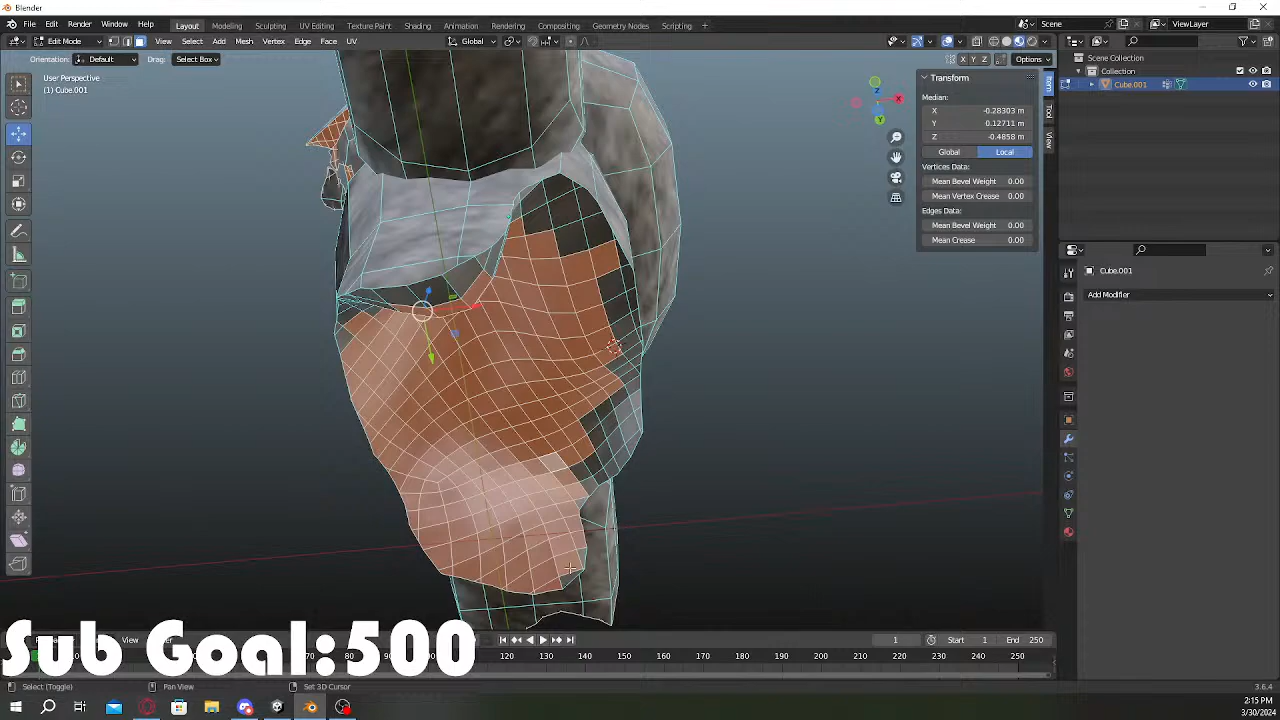 Blender
File Edit Render Window Help
Layout Modeling Sculpting UV Editing Texture Paint Shading Animation Rendering Compositing Geometry Nodes Scripting +
Scene
ViewLayer
Edit Mode
View Select Add Mesh Vertex Edge Face UV
Global
Orientation: Default Drag: Select Box
X Y Z
Options
User Perspective
(1) Cube.001
Transform
Median:
X -0.28303 m
Y 0.12711 m
Z -0.4858 m
Global Local
Vertices Data:
Mean Bevel Weight 0.00
Mean Vertex Crease 0.00
Edges Data:
Mean Bevel Weight 0.00
Mean Crease 0.00
Tool
View
Scene Collection
Collection
Cube.001
Cube.001
Add Modifier
Sub Goal:500
View
1
Start 1
End 250
120 130 140 150 160 170 180 190 200 210 220 230 240 250
Select (Toggle) Pan View Set 3D Cursor
3.6.4
2:15 PM
3/30/2024